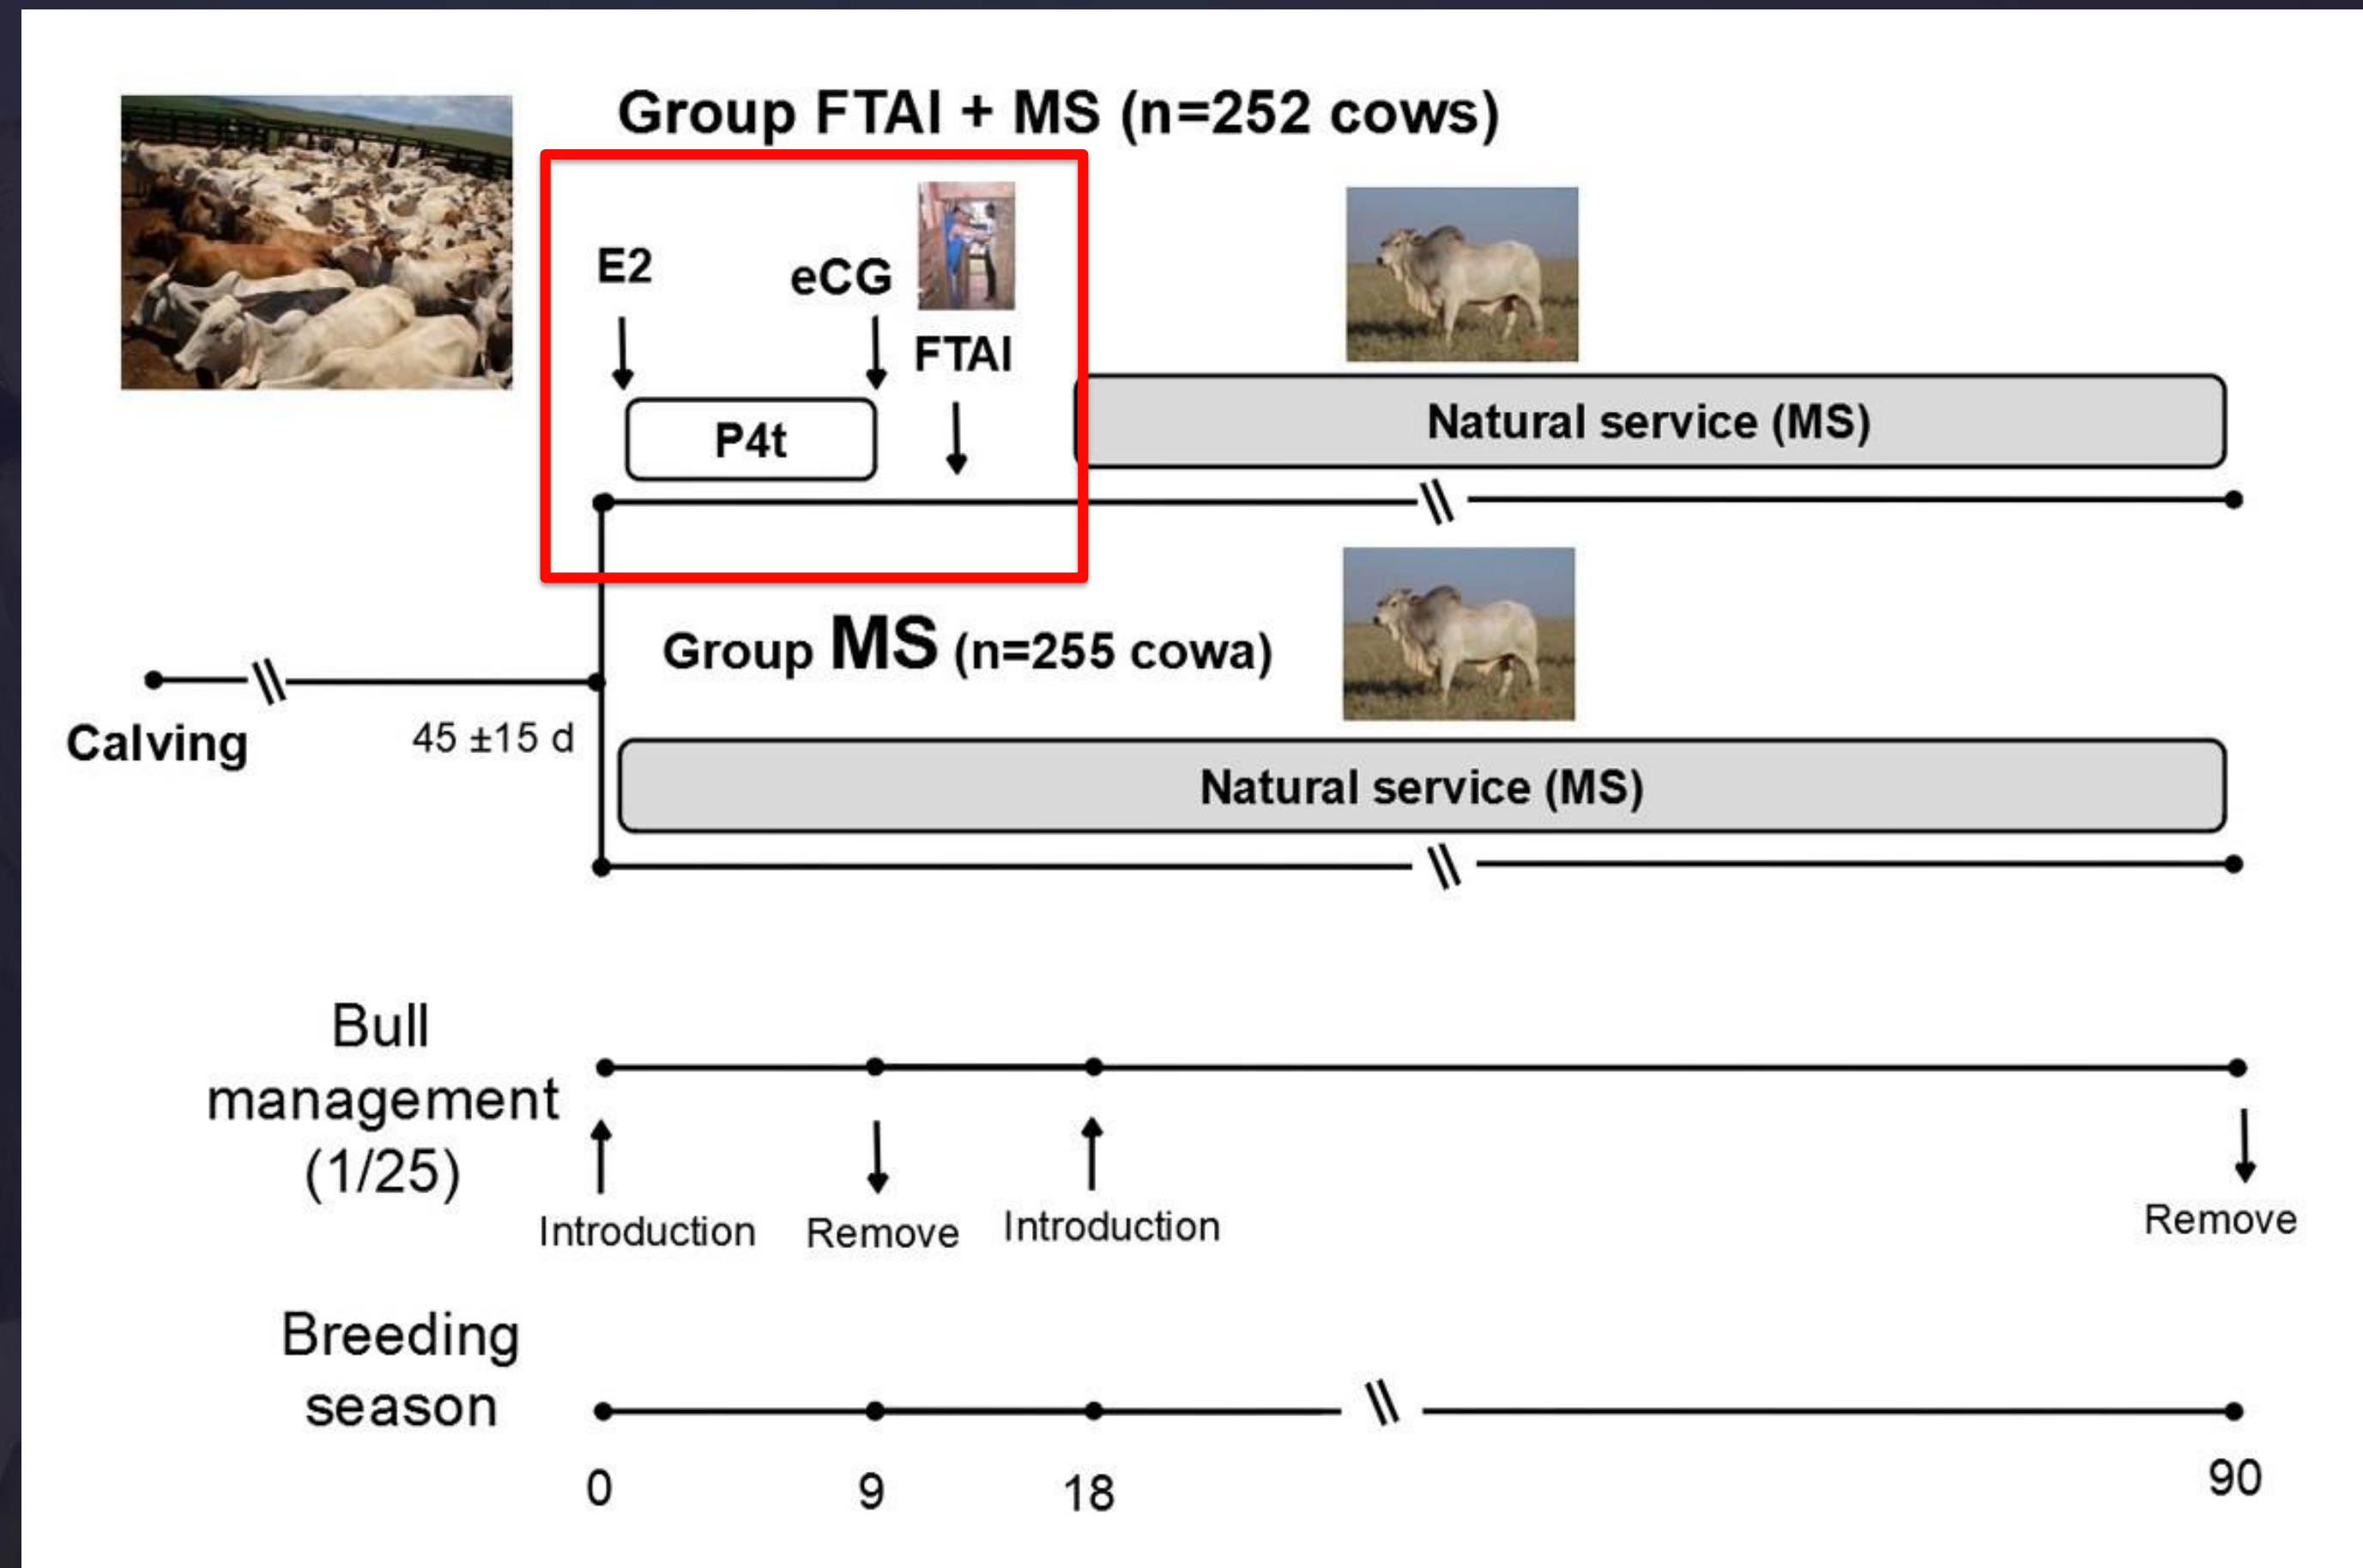 Group FTAI + MS (n=252 cows)
E2
eCG
FTAI
P4t
Natural service (MS)
Group MS (n=255 cowa)
Calving
45 ±15 d
Natural service (MS)
Bull
management
(1/25)
Introduction
Remove
Introduction
Remove
Breeding
season
0
9
18
90